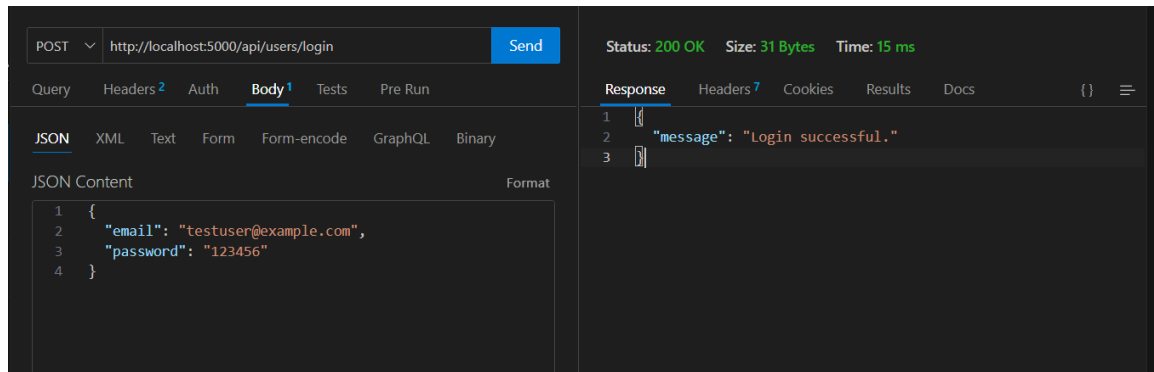 POST http://localhost:5000/api/users/login Send
Query Headers 2 Auth Body 1 Tests Pre Run
JSON XML Text Form Form-encode GraphQL Binary
JSON Content Format
1 {
2 "email": "testuser@example.com",
3 "password": "123456"
4 }
Status: 200 OK Size: 31 Bytes Time: 15 ms
Response Headers 7 Cookies Results Docs {}
1 {
2 "message": "Login successful."
3 }